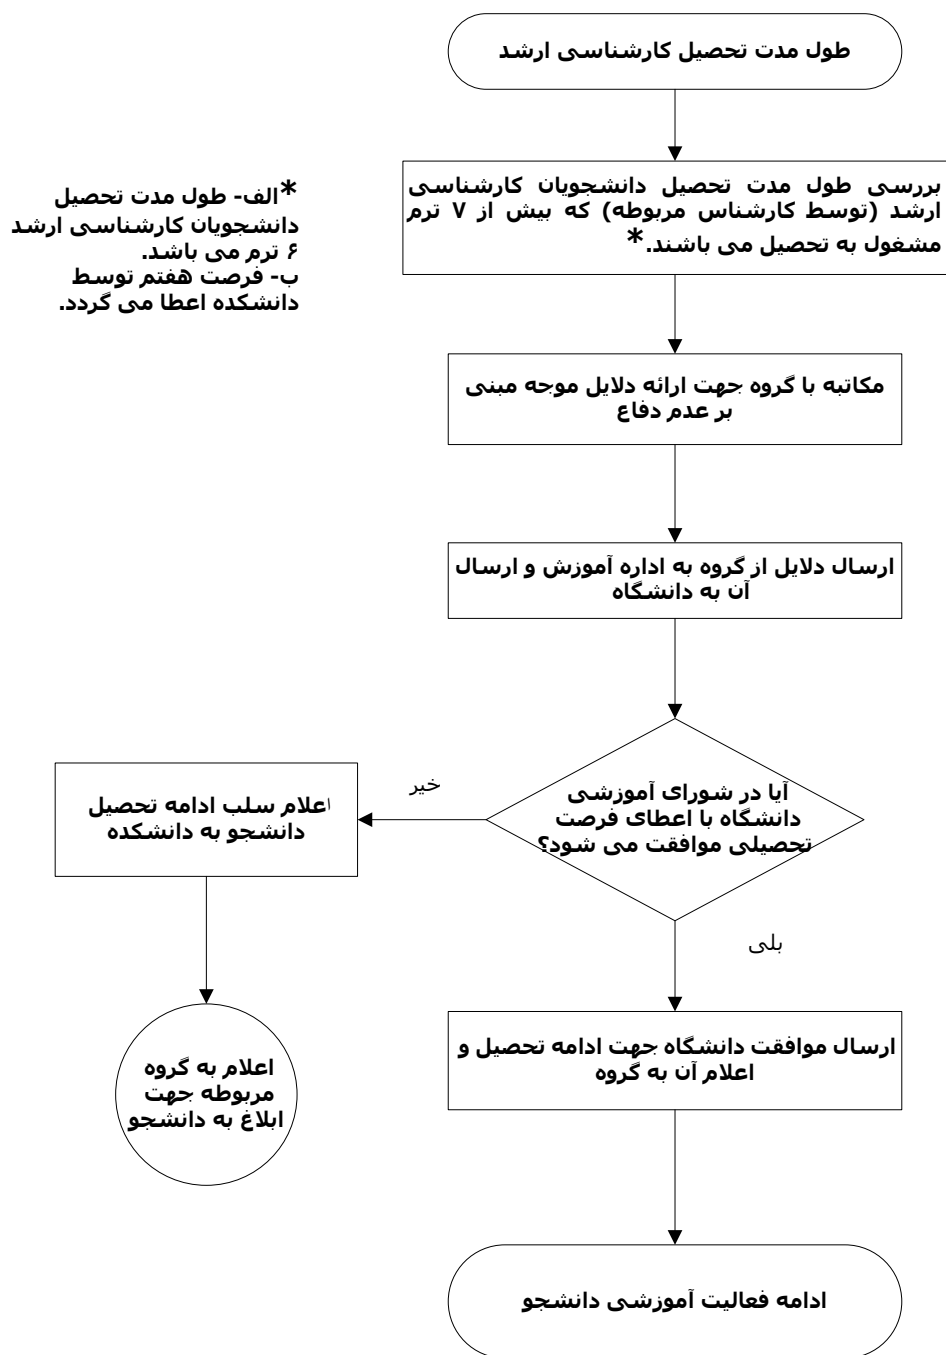 طول مدت تحصیل کارشناسی ارشد
بررسی طول مدت تحصیل دانشجویان کارشناسی
ارشد (توسط کارشناس مربوطه) که بیش از ۷ ترم
مشغول به تحصیل می باشند.*
*الف- طول مدت تحصیل
دانشجویان کارشناسی ارشد
۶ ترم می باشد.
ب- فرصت هفتم توسط
دانشکده اعطا می گردد.
مکاتبه با گروه جهت ارائه دلایل موجه مبنی
بر عدم دفاع
ارسال دلایل از گروه به اداره آموزش و ارسال
آن به دانشگاه
آیا در شورای آموزشی
دانشگاه با اعطای فرصت
تحصیلی موافقت می شود؟
خیر
اعلام سلب ادامه تحصیل
دانشجو به دانشکده
بلی
اعلام به گروه
مربوطه جهت
ابلاغ به دانشجو
ارسال موافقت دانشگاه جهت ادامه تحصیل و
اعلام آن به گروه
ادامه فعالیت آموزشی دانشجو